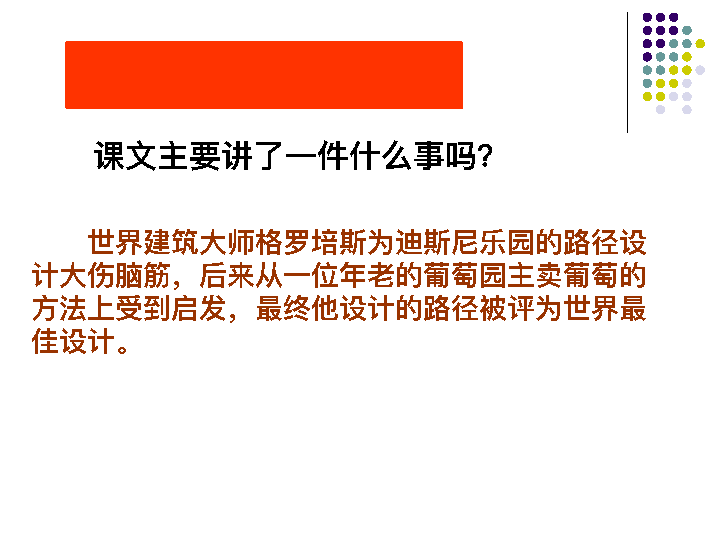 课文主要讲了一件什么事吗?
世界建筑大师格罗培斯为迪斯尼乐园的路径设
计大伤脑筋，后来从一位年老的葡萄园主卖葡萄的
方法上受到启发，最终他设计的路径被评为世界最
佳设计。